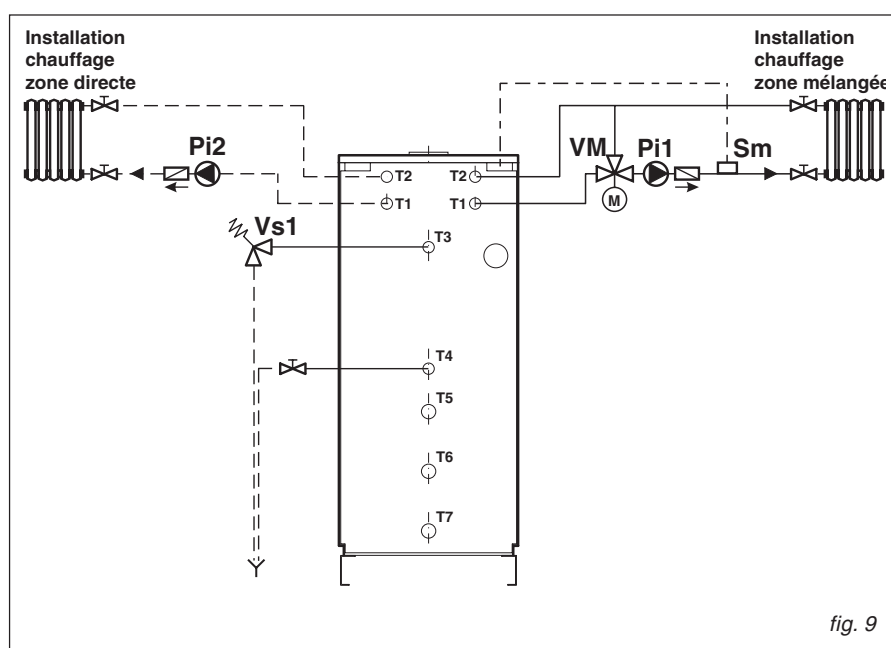 Installation
chauffage
zone directe
Installation
chauffage
zone mélangée
Pi2
VM
Pi1
Sm
T2
T2
T1
T1
M
Vs1
T3
T4
T5
T6
T7
fig. 9